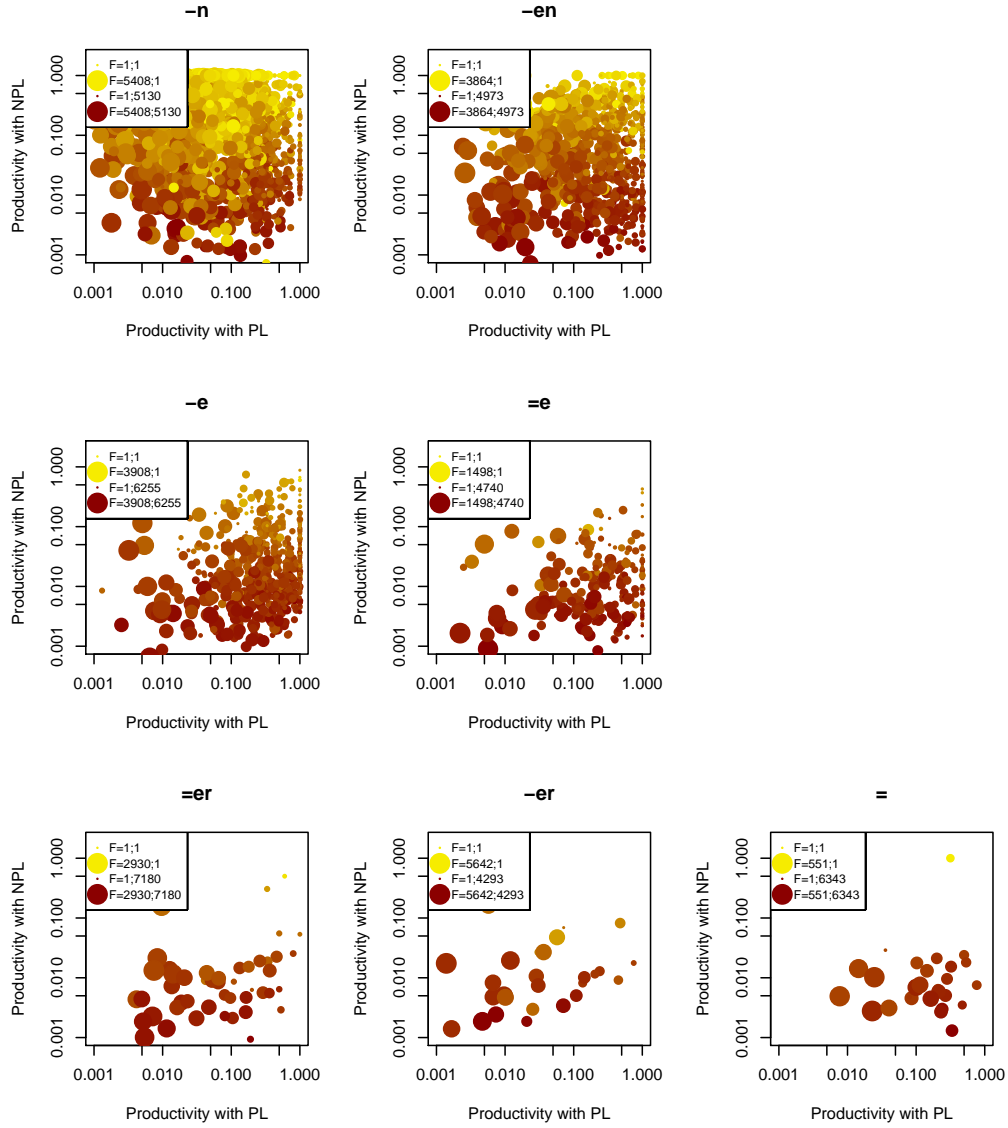 −n
−en
F=1;1
F=5408;1
F=1;5130
F=5408;5130
F=1;1
F=3864;1
F=1;4973
F=3864;4973
Productivity with NPL
0.001 0.010 0.100 1.000
Productivity with NPL
0.001 0.010 0.100 1.000
0.001 0.010 0.100 1.000
0.001 0.010 0.100 1.000
Productivity with PL
Productivity with PL
−e
=e
F=1;1
F=3908;1
F=1;6255
F=3908;6255
F=1;1
F=1498;1
F=1;4740
F=1498;4740
Productivity with NPL
0.001 0.010 0.100 1.000
Productivity with NPL
0.001 0.010 0.100 1.000
0.001 0.010 0.100 1.000
0.001 0.010 0.100 1.000
Productivity with PL
Productivity with PL
=er
−er
=
F=1;1
F=2930;1
F=1;7180
F=2930;7180
F=1;1
F=5642;1
F=1;4293
F=5642;4293
F=1;1
F=551;1
F=1;6343
F=551;6343
Productivity with NPL
0.001 0.010 0.100 1.000
Productivity with NPL
0.001 0.010 0.100 1.000
Productivity with NPL
0.001 0.010 0.100 1.000
0.001 0.010 0.100 1.000
0.001 0.010 0.100 1.000
0.001 0.010 0.100 1.000
Productivity with PL
Productivity with PL
Productivity with PL